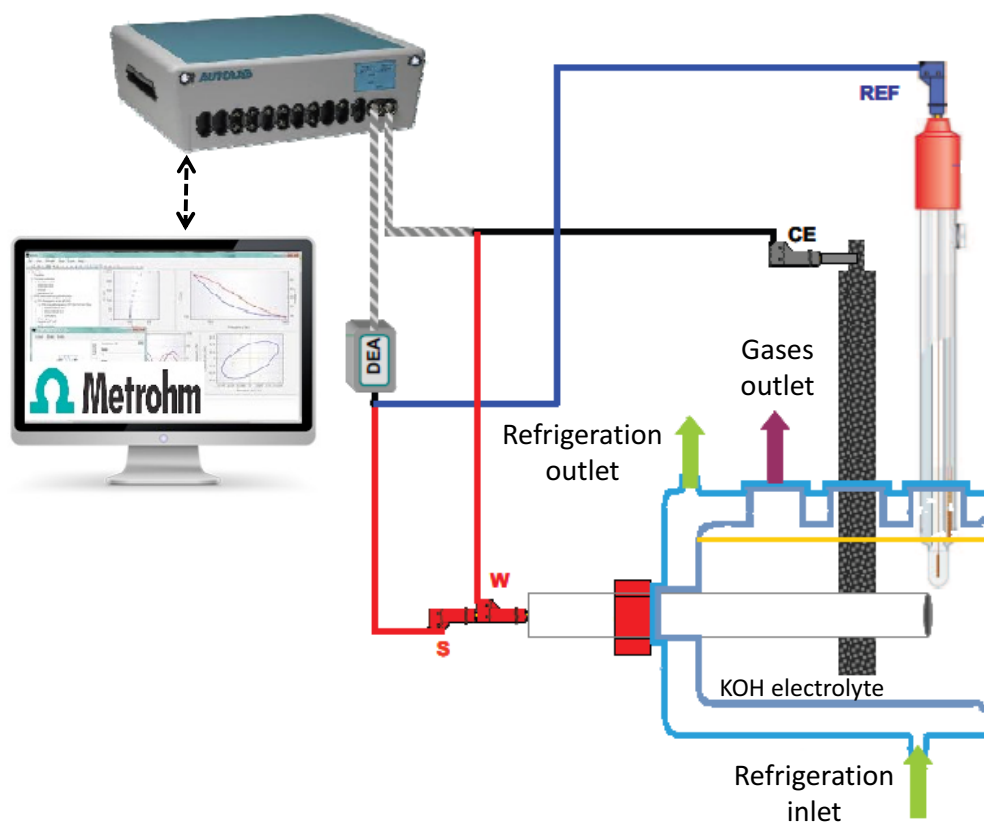 AUTOLAB
REF
CE
DEA
Gases
outlet
Metrohm
Refrigeration
outlet
W
S
KOH electrolyte
Refrigeration
inlet